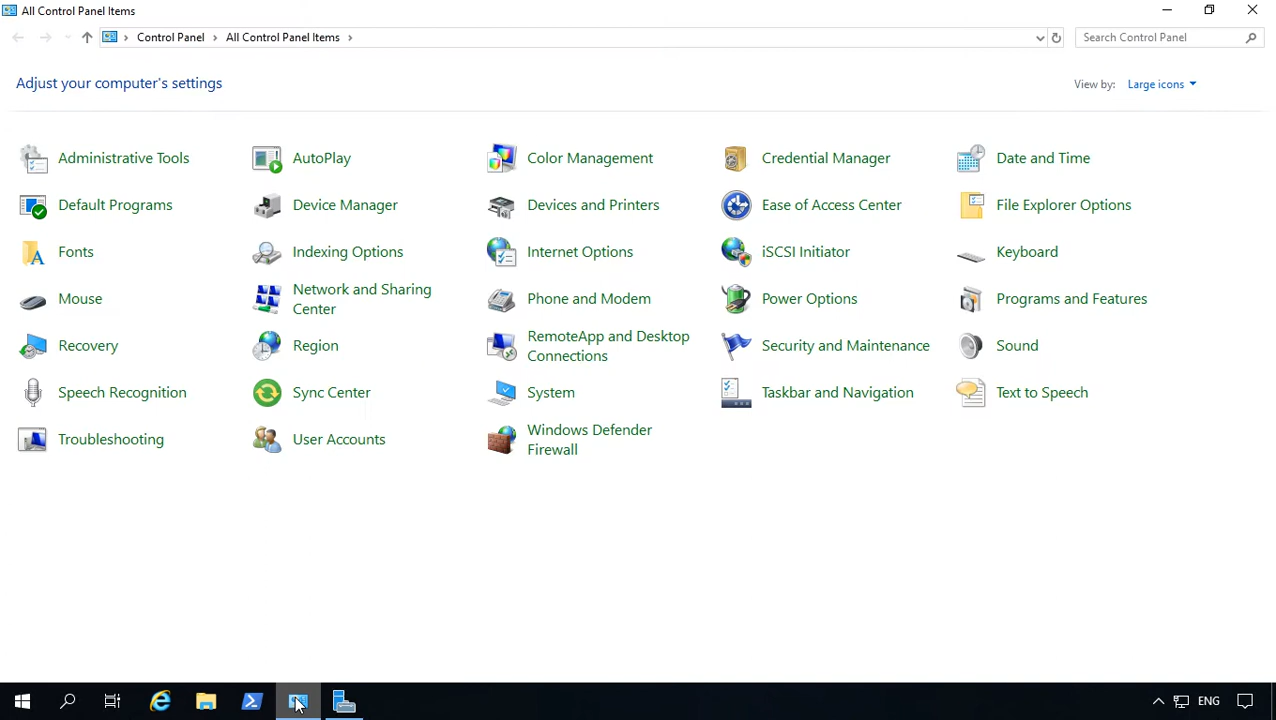 All Control Panel Items
Control Panel
All Control Panel Items
Search Control Panel
Adjust your computer's settings
View by:
Large icons
Administrative Tools
AutoPlay
Color Management
Credential Manager
Date and Time
Default Programs
Device Manager
Devices and Printers
Ease of Access Center
File Explorer Options
Fonts
Indexing Options
Internet Options
iSCSI Initiator
Keyboard
Mouse
Network and Sharing
Center
Phone and Modem
Power Options
Programs and Features
Recovery
Region
RemoteApp and Desktop
Connections
Security and Maintenance
Sound
Speech Recognition
Sync Center
System
Taskbar and Navigation
Text to Speech
Troubleshooting
User Accounts
Windows Defender
Firewall
ENG